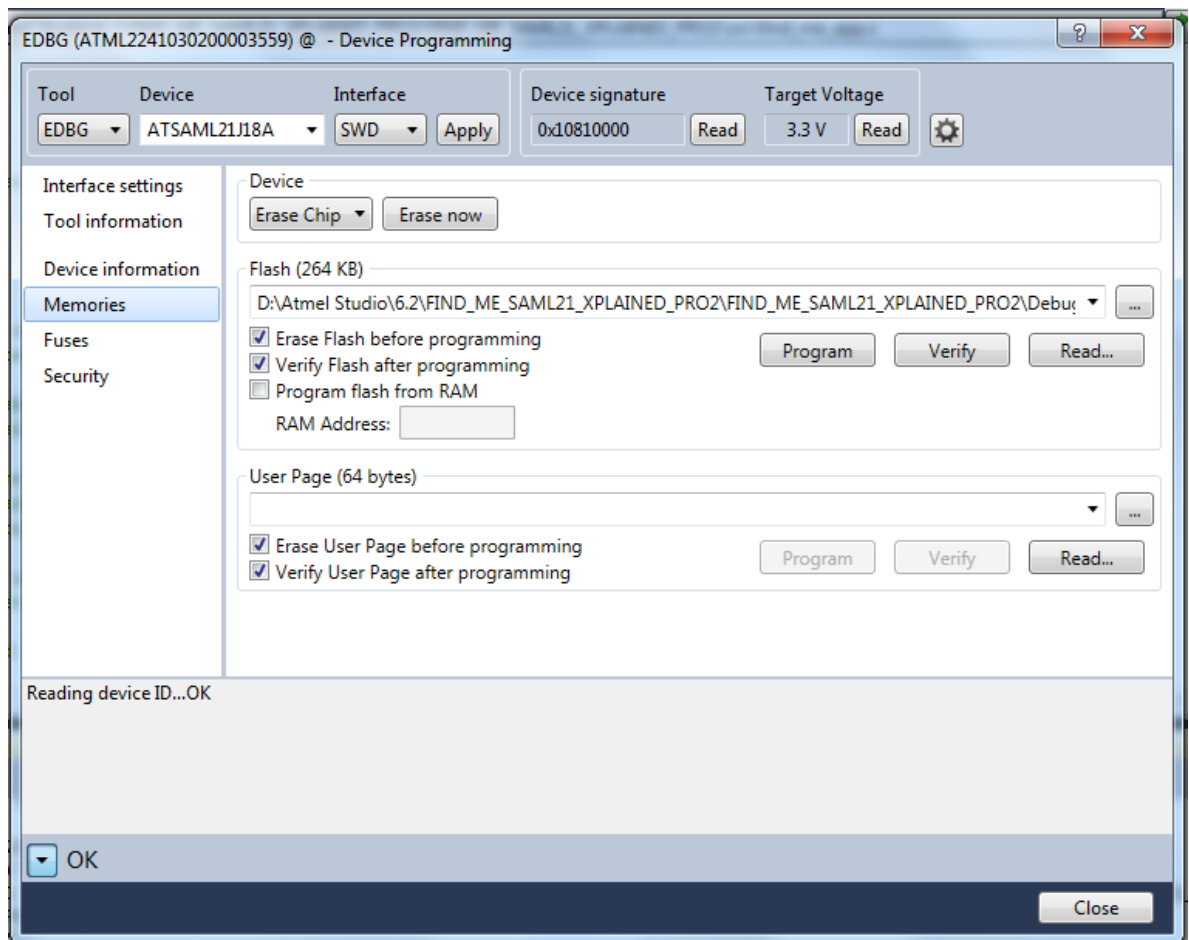 EDBG (ATML2241030200003559) @  - Device Programming
Tool Device Interface Device signature Target Voltage
EDBG ATSAML21J18A SWD Apply 0x10810000 Read 3.3 V Read
Interface settings
Tool information
Device information
Memories
Fuses
Security
Device
Erase Chip Erase now
Flash (264 KB)
D:\Atmel Studio\6.2\FIND_ME_SAML21_XPLAINED_PRO2\FIND_ME_SAML21_XPLAINED_PRO2\Debug ...
Erase Flash before programming
Verify Flash after programming
Program flash from RAM
RAM Address:
Program Verify Read...
User Page (64 bytes)
...
Erase User Page before programming
Verify User Page after programming
Program Verify Read...
Reading device ID...OK
OK
Close